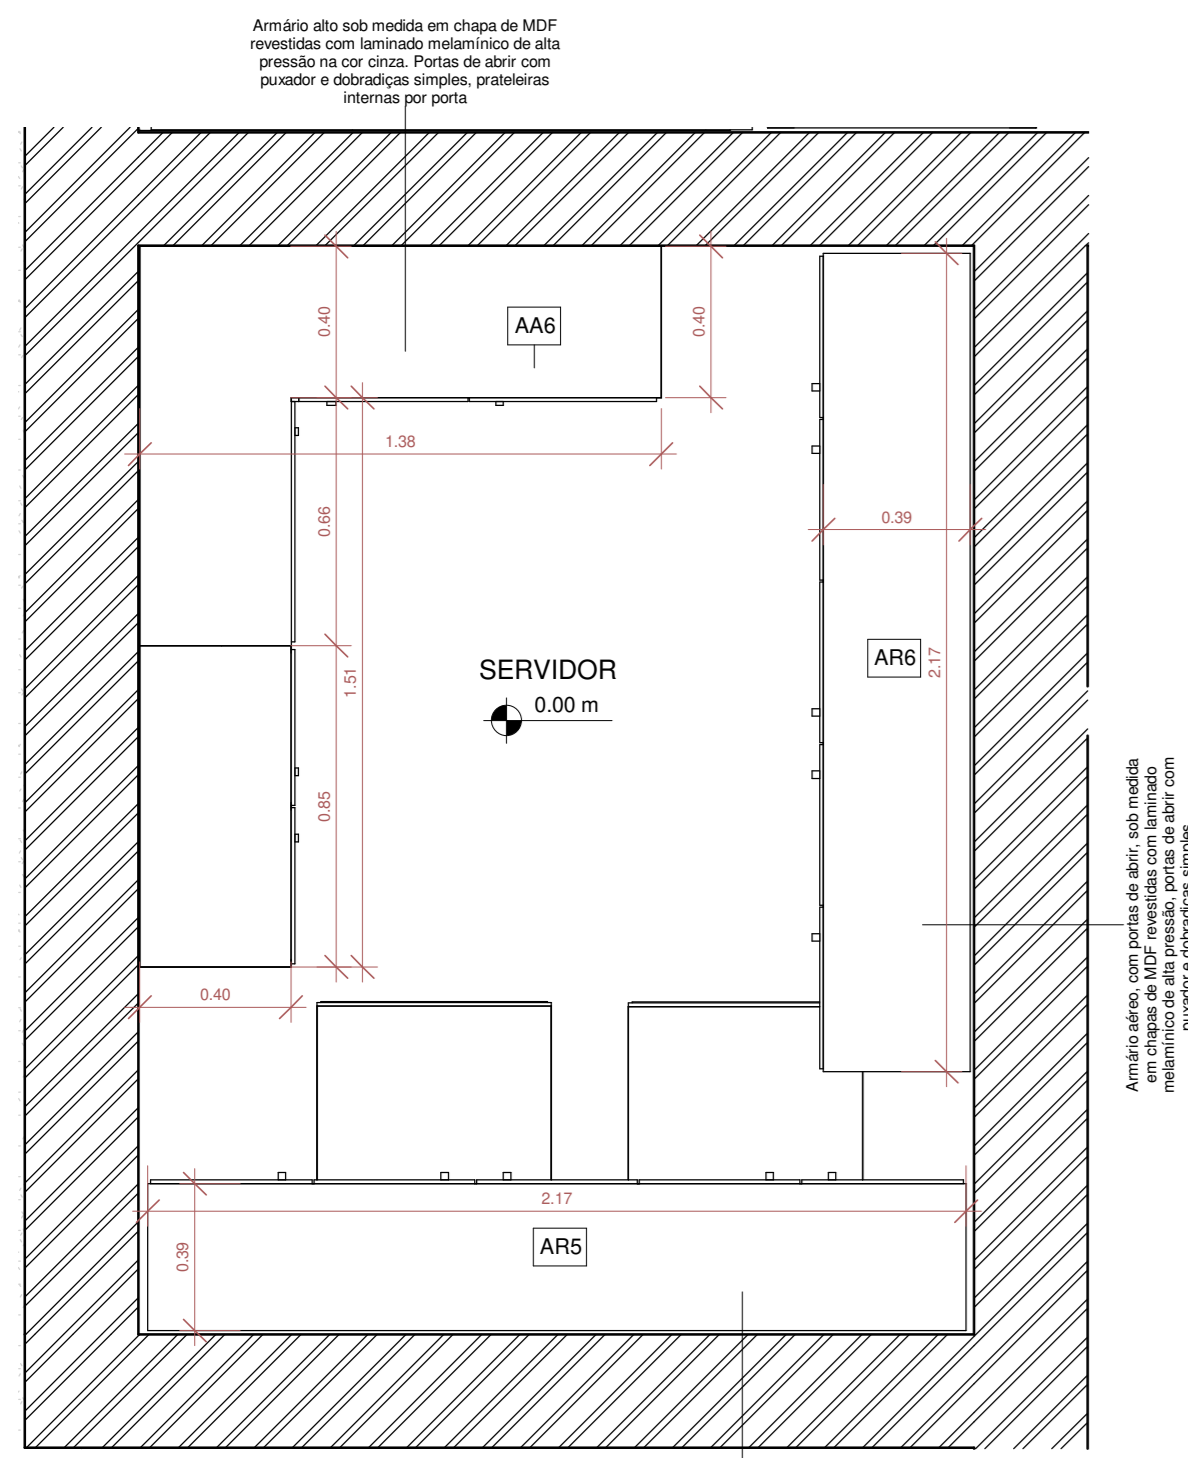 Armário alto sob medida em chapa de MDF
revestidas com laminado melamínico de alta
pressão na cor cinza. Portas de abrir com
puxador e dobradiças simples, prateleiras
internas por porta
0.40
AA6
0.40
1.38
0.66
0.39
SERVIDOR
0.00 m
AR6
2.17
1.51
0.85
0.40
Armário aéreo, com portas de abrir, sob medida
em chapas de MDF revestidas com laminado
melamínico de alta pressão, portas de abrir com
puxador e dobradiças simples
2.17
AR5
0.39